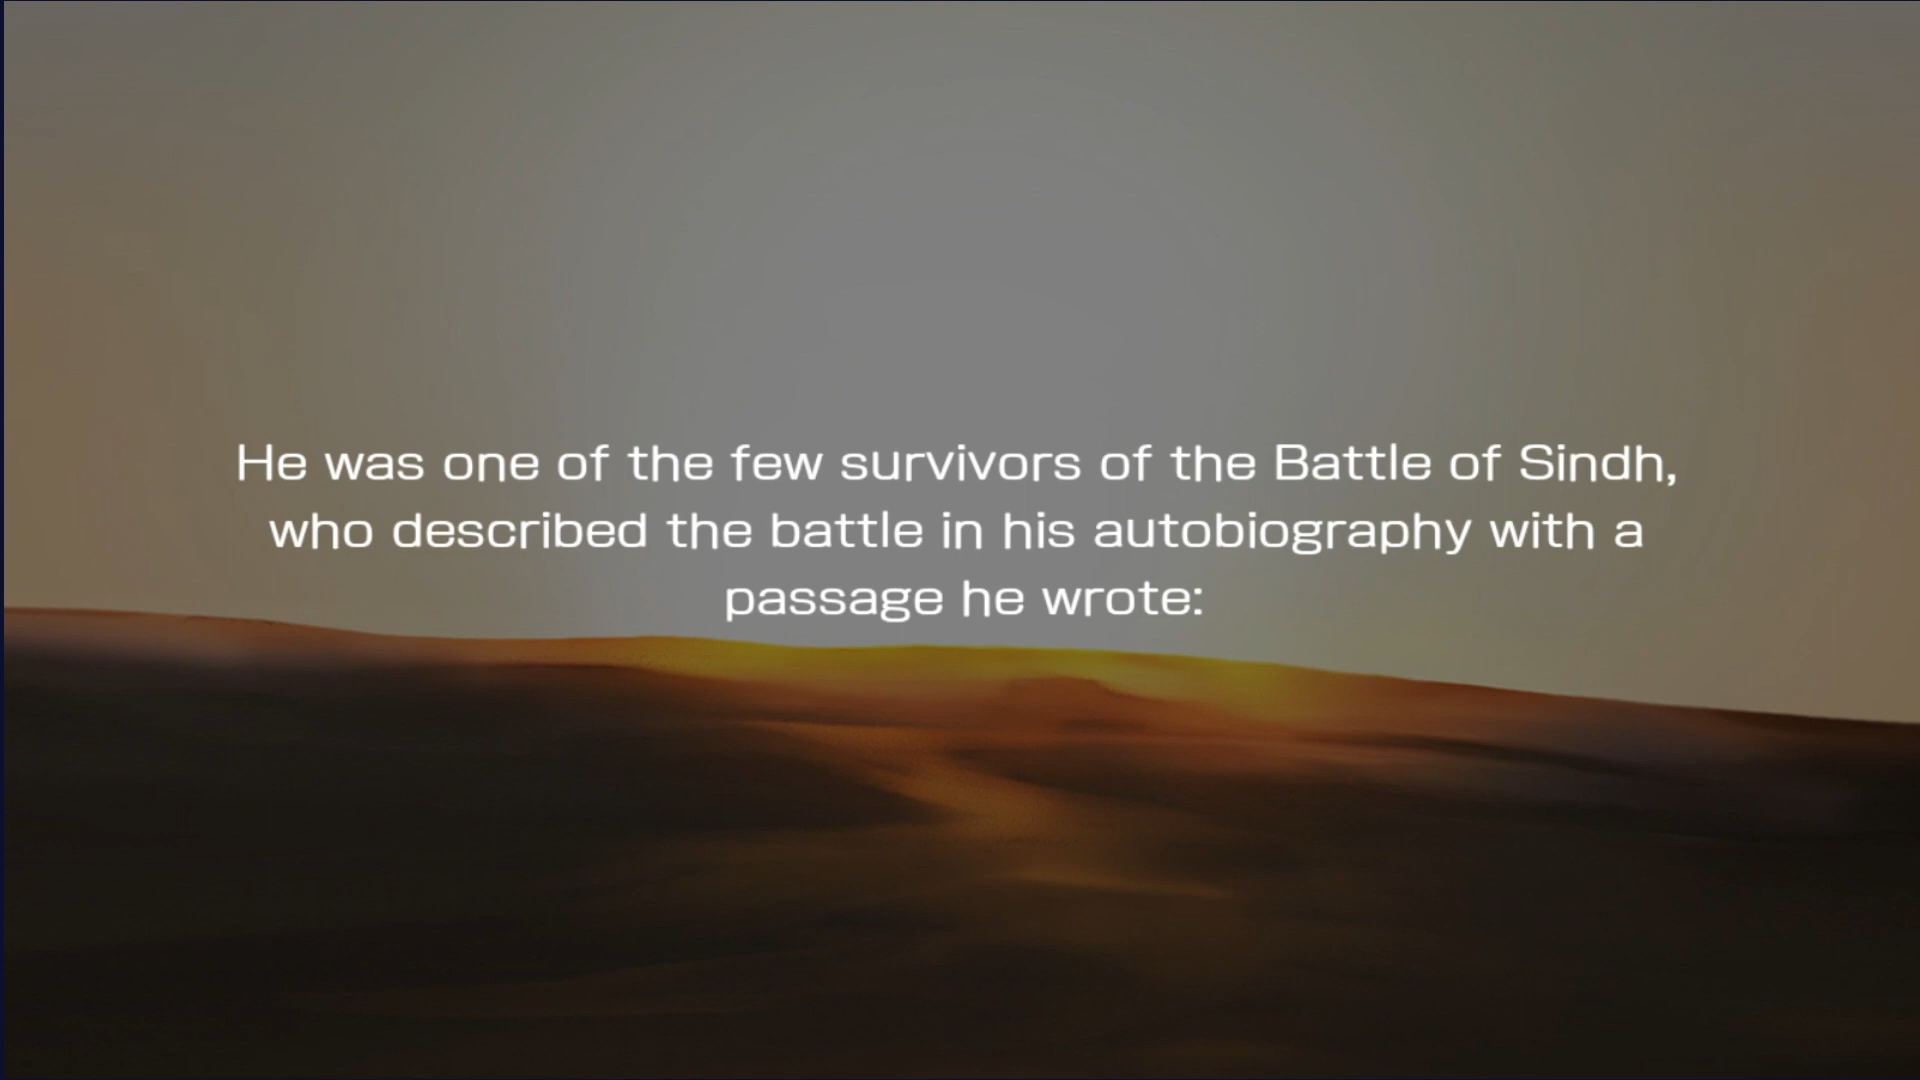 He was one of the few survivors of the Battle of Sindh,
who described the battle in his autobiography with a
passage he wrote: